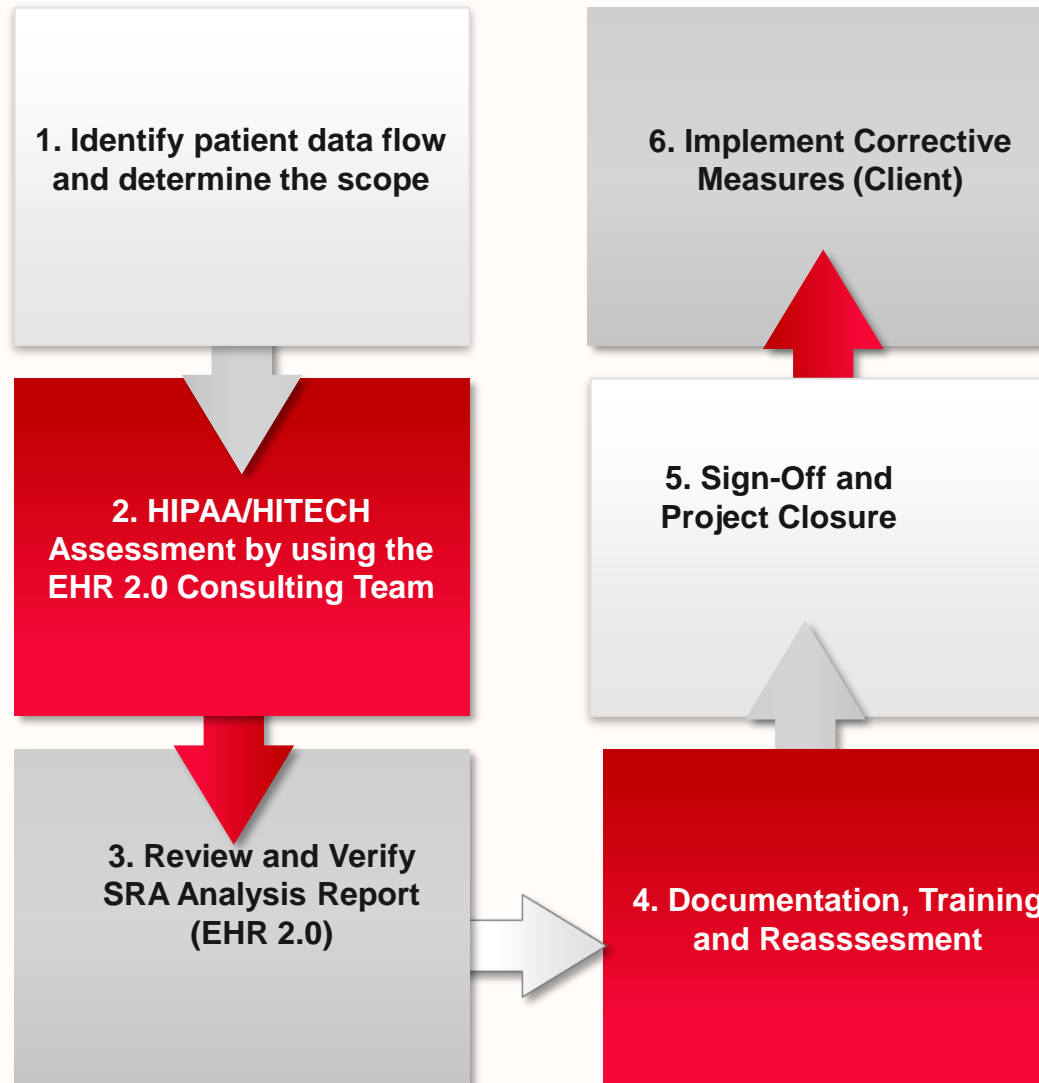 1. Identify patient data flow
and determine the scope
2. HIPAA/HITECH
Assessment by using the
EHR 2.0 Consulting Team
3. Review and Verify
SRA Analysis Report
(EHR 2.0)
4. Documentation, Training
and Reasssesment
5. Sign-Off and
Project Closure
6. Implement Corrective
Measures (Client)